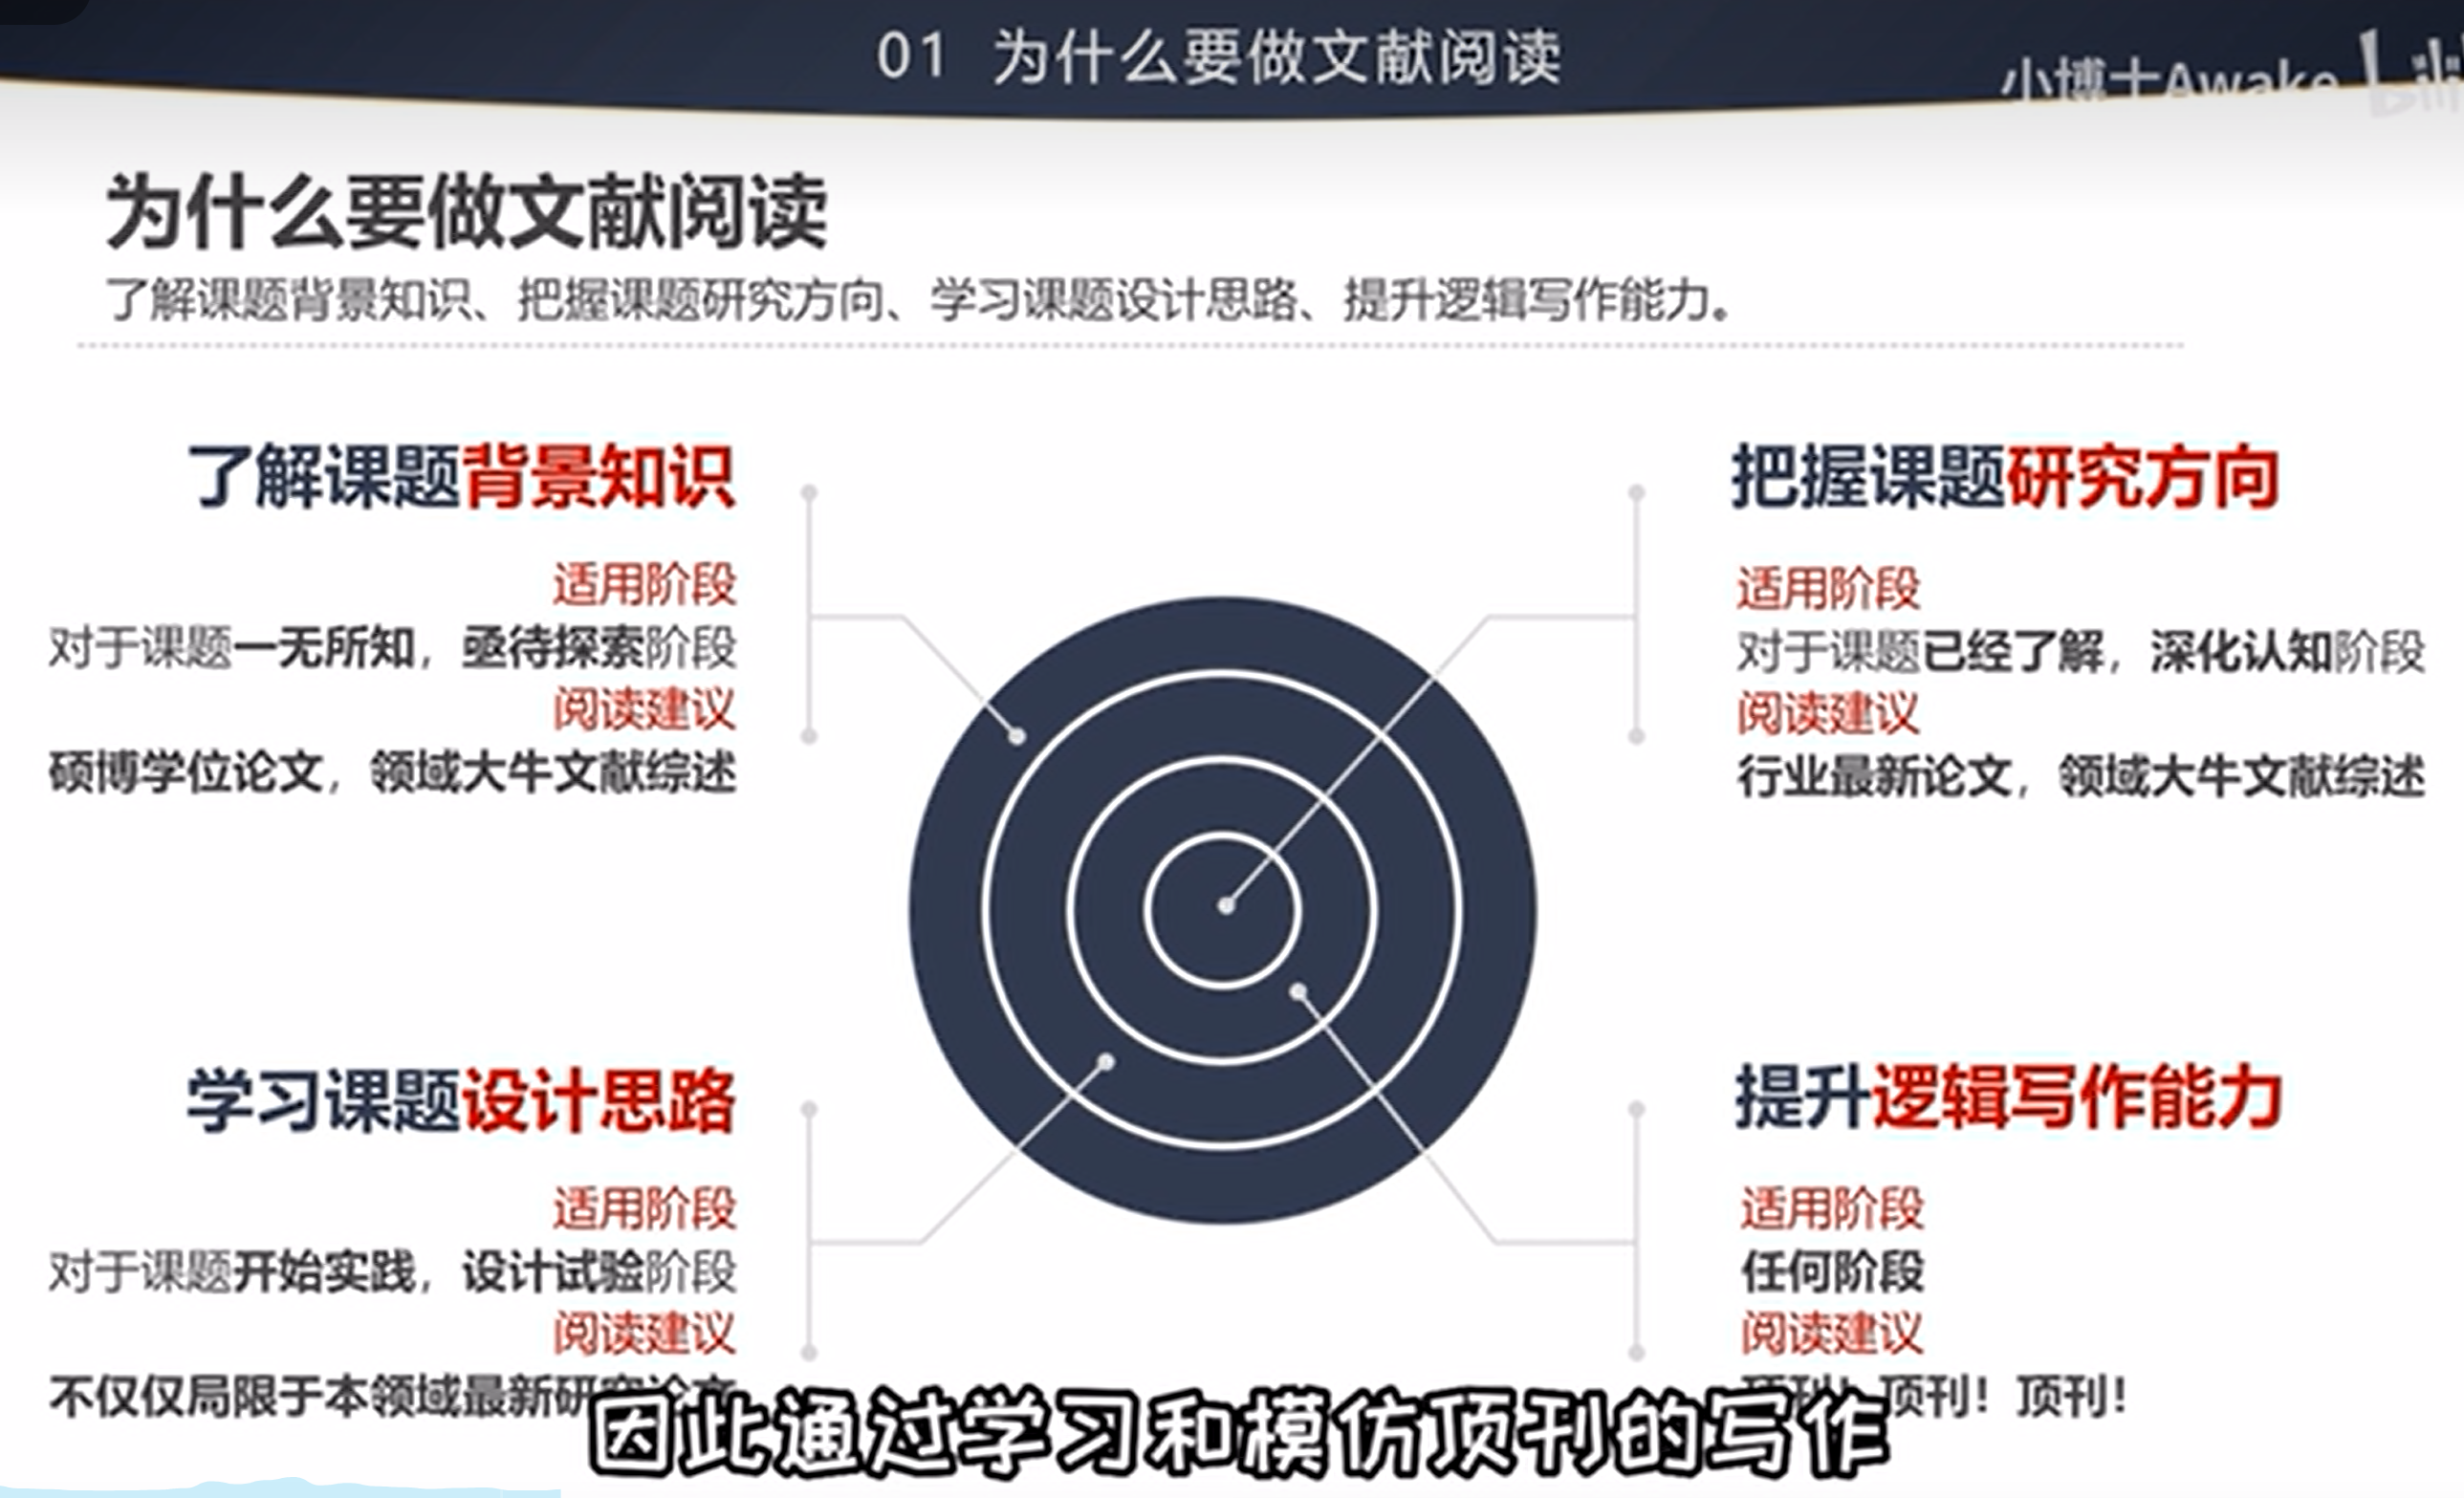 01 为什么要做文献阅读
小博士Awake
为什么要做文献阅读
了解课题背景知识、把握课题研究方向、学习课题设计思路、提升逻辑写作能力。
了解课题背景知识
适用阶段
对于课题一无所知，亟待探索阶段
阅读建议
硕博学位论文，领域大牛文献综述
把握课题研究方向
适用阶段
对于课题已经了解，深化认知阶段
阅读建议
行业最新论文，领域大牛文献综述
学习课题设计思路
适用阶段
对于课题开始实践，设计试验阶段
阅读建议
不仅仅局限于本领域最新研究论文
提升逻辑写作能力
适用阶段
任何阶段
阅读建议
顶刊！顶刊！顶刊！
因此通过学习和模仿顶刊的写作